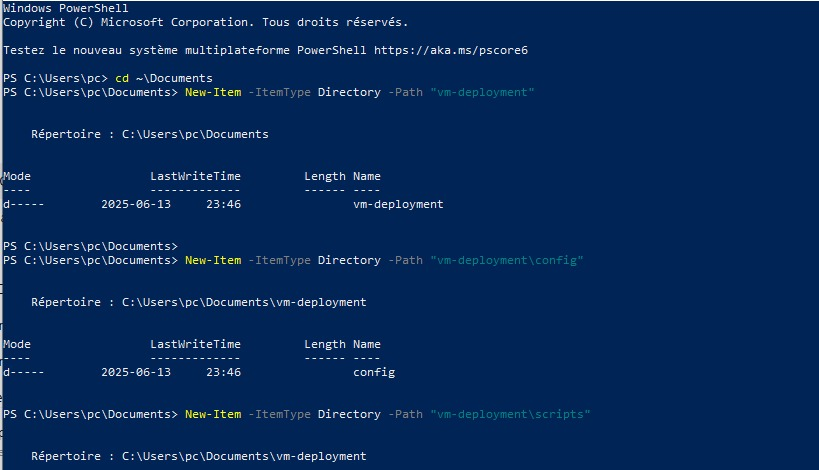 Windows PowerShell
Copyright (C) Microsoft Corporation. Tous droits réservés.
Testez le nouveau système multiplateforme PowerShell https://aka.ms/pscore6
PS C:\Users\pc> cd ~\Documents
PS C:\Users\pc\Documents> New-Item -ItemType Directory -Path "vm-deployment"
Répertoire : C:\Users\pc\Documents
Mode LastWriteTime Length Name
---- ------------- ------ ----
d----- 2025-06-13 23:46 vm-deployment
PS C:\Users\pc\Documents>
PS C:\Users\pc\Documents> New-Item -ItemType Directory -Path "vm-deployment\config"
Répertoire : C:\Users\pc\Documents\vm-deployment
Mode LastWriteTime Length Name
---- ------------- ------ ----
d----- 2025-06-13 23:46 config
PS C:\Users\pc\Documents> New-Item -ItemType Directory -Path "vm-deployment\scripts"
Répertoire : C:\Users\pc\Documents\vm-deployment